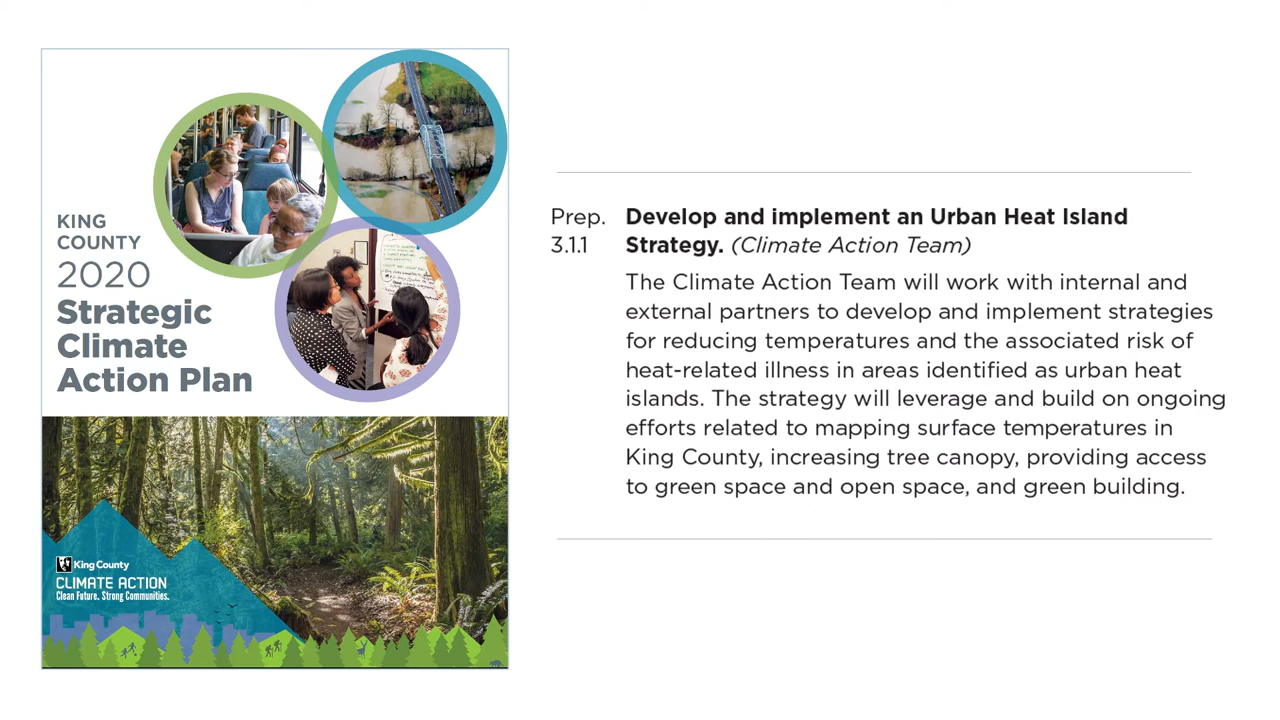 KING
COUNTY
2020
Strategic
Climate
Action Plan
King County
CLIMATE ACTION
Clean Future. Strong Communities.
Prep.
3.1.1
Develop and implement an Urban Heat Island
Strategy. (Climate Action Team)
The Climate Action Team will work with internal and
external partners to develop and implement strategies
for reducing temperatures and the associated risk of
heat-related illness in areas identified as urban heat
islands. The strategy will leverage and build on ongoing
efforts related to mapping surface temperatures in
King County, increasing tree canopy, providing access
to green space and open space, and green building.